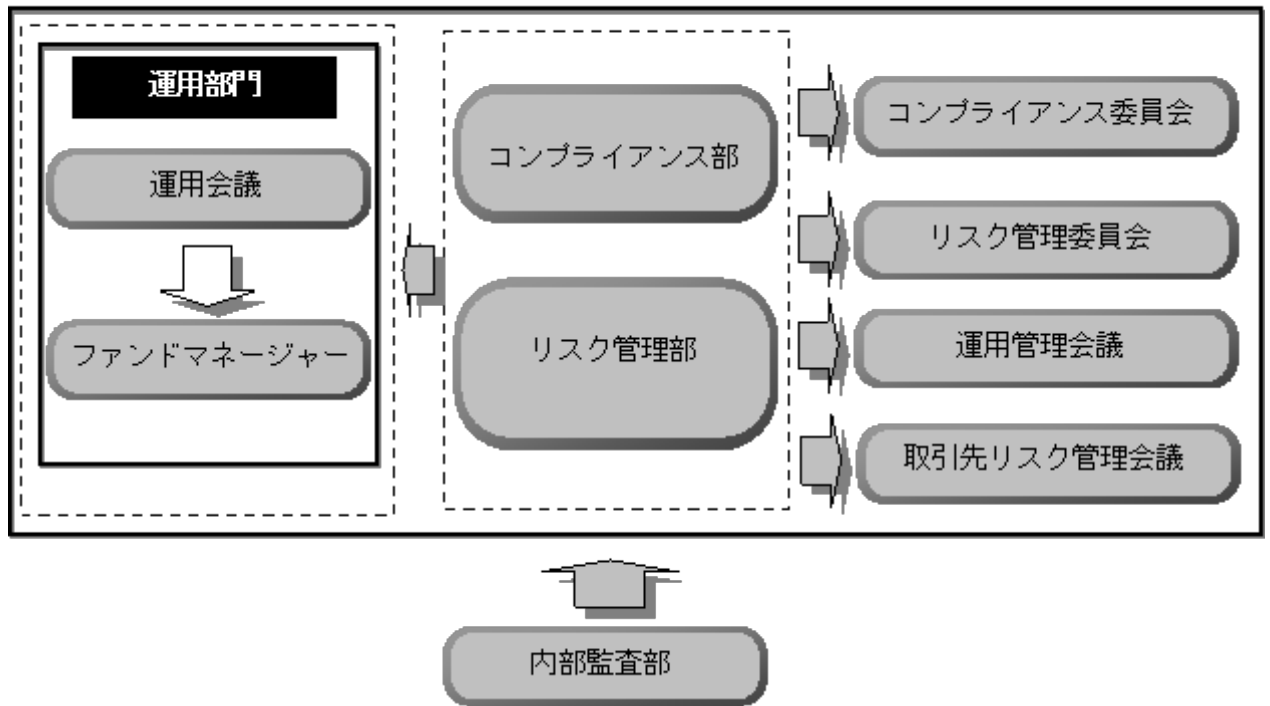 運用部門
運用会議
ファンドマネージャー
コンプライアンス部
リスク管理部
コンプライアンス委員会
リスク管理委員会
運用管理会議
取引先リスク管理会議
内部監査部